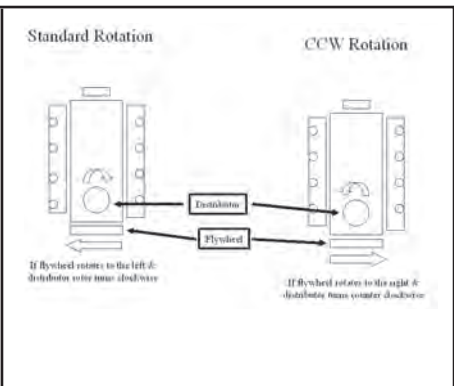 Standard Rotation
CCW Rotation
Distributor
Flywheel
If flywheel rotates to the left &
distributor rotor turns clockwise
If flywheel rotates to the right &
distributor turns counter clockwise